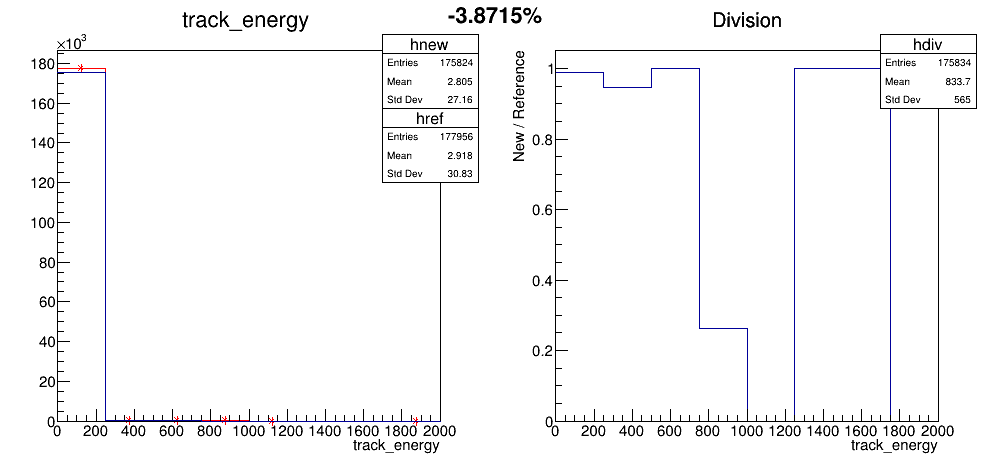 -3.8715%
track_energy
×10³
180
160
140
120
100
80
60
40
20
0
0 200 400 600 800 1000 1200 1400 1600 1800 2000
track_energy
hnew
Entries 175824
Mean 2.805
Std Dev 27.16
href
Entries 177956
Mean 2.918
Std Dev 30.83
Division
New / Reference
1
0.8
0.6
0.4
0.2
0
0 200 400 600 800 1000 1200 1400 1600 1800 2000
track_energy
hdiv
Entries 175834
Mean 833.7
Std Dev 565